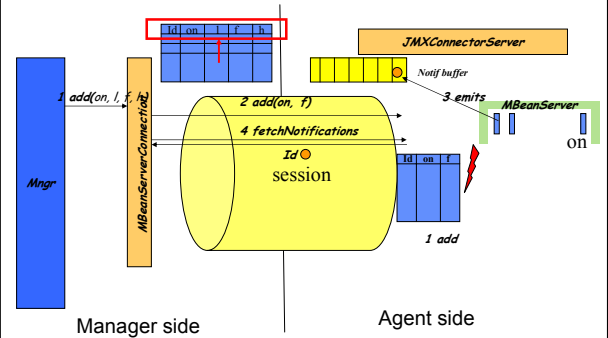 Id on l f h
JMXConnectorServer
Notif buffer
1 add(on, l, f, h)
2 add(on, f)
3 emits
MBeanServer
4 fetchNotifications
on
Id
session
Id on f
Mngr
MBeanServerConnection
1 add
Manager side
Agent side